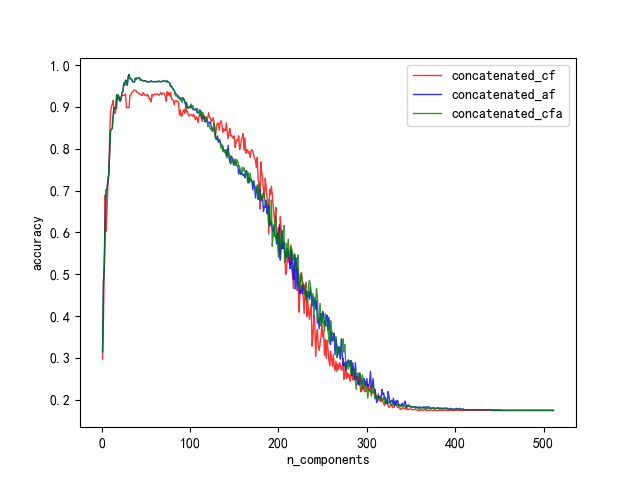 1.0
0.9
0.8
0.7
0.6
0.5
0.4
0.3
0.2
accuracy
concatenated_cf
concatenated_af
concatenated_cfa
0 100 200 300 400 500
n_components